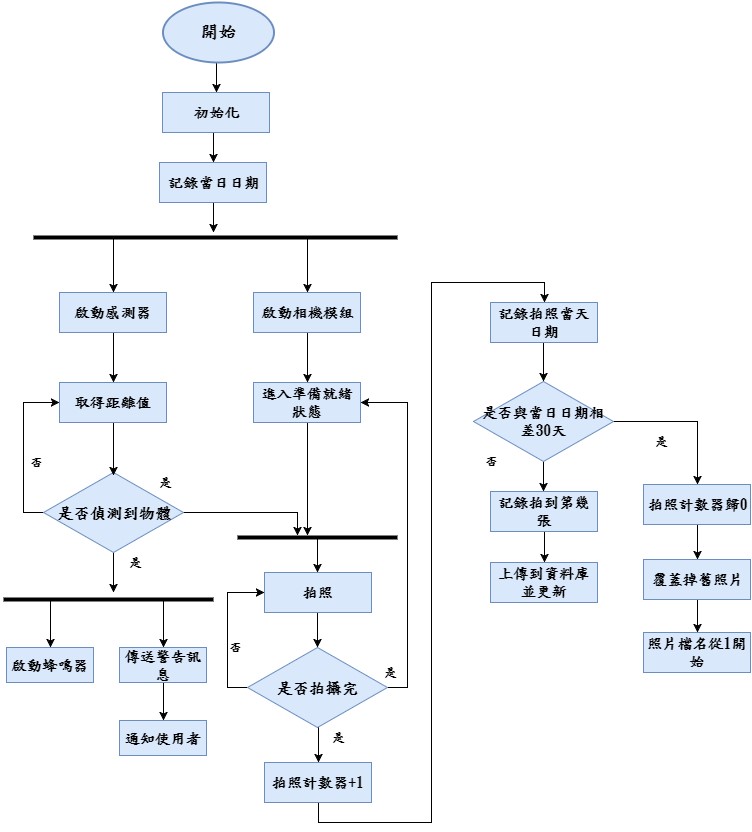 開始
初始化
記錄當日日期
啟動感測器
啟動相機模組
取得距離值
進入準備就緒
狀態
否
是
是否偵測到物體
是
啟動蜂鳴器
傳送警告訊
息
通知使用者
拍照
否
是否拍攝完
是
是
拍照計數器+1
記錄拍照當天
日期
是否與當日日期相
差30天
否
是
記錄拍到第幾
張
上傳到資料庫
並更新
拍照計數器歸0
覆蓋掉舊照片
照片檔名從1開
始